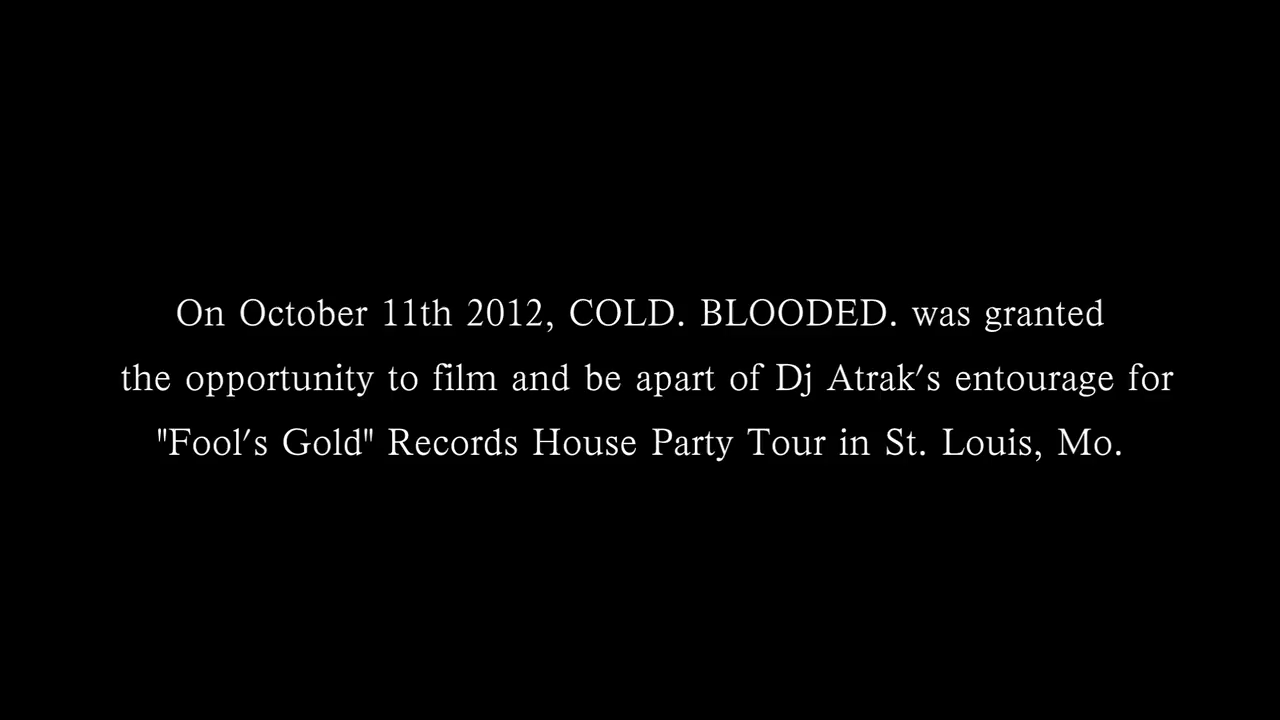 On October 11th 2012, COLD. BLOODED. was granted
the opportunity to film and be apart of Dj Atrak's entourage for
"Fool's Gold" Records House Party Tour in St. Louis, Mo.